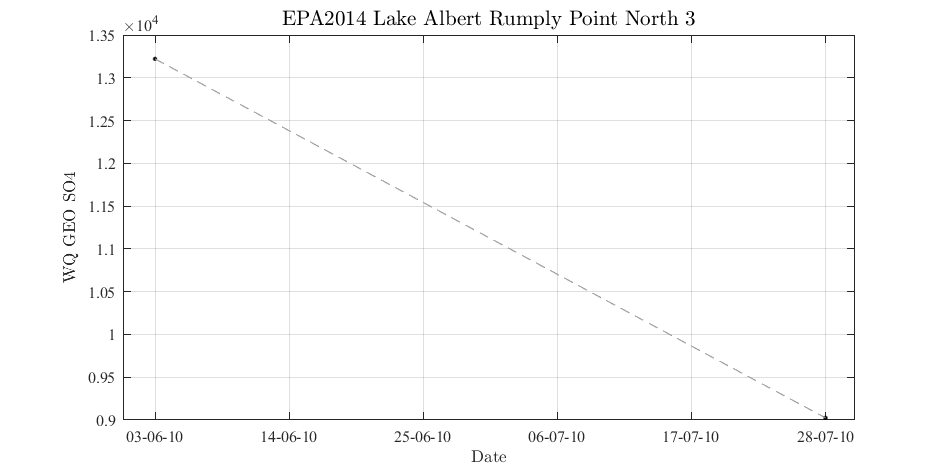 EPA2014 Lake Albert Rumply Point North 3
×10⁴
1.35
1.3
1.25
1.2
1.15
1.1
1.05
1
0.95
0.9
WQ GEO SO4
03-06-10 14-06-10 25-06-10 06-07-10 17-07-10 28-07-10
Date